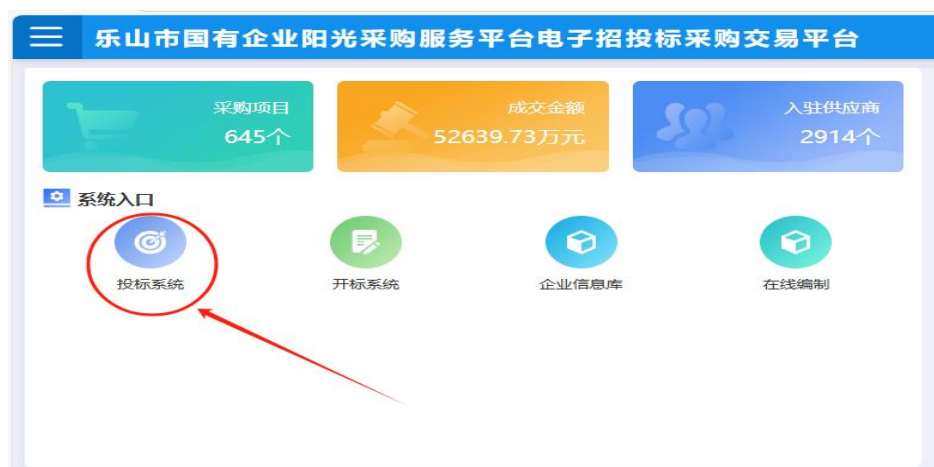 乐山市国有企业阳光采购服务平台电子招投标采购交易平台
采购项目
645个
成交金额
52639.73万元
入驻供应商
2914个
系统入口
投标系统
开标系统
企业信息库
在线编制